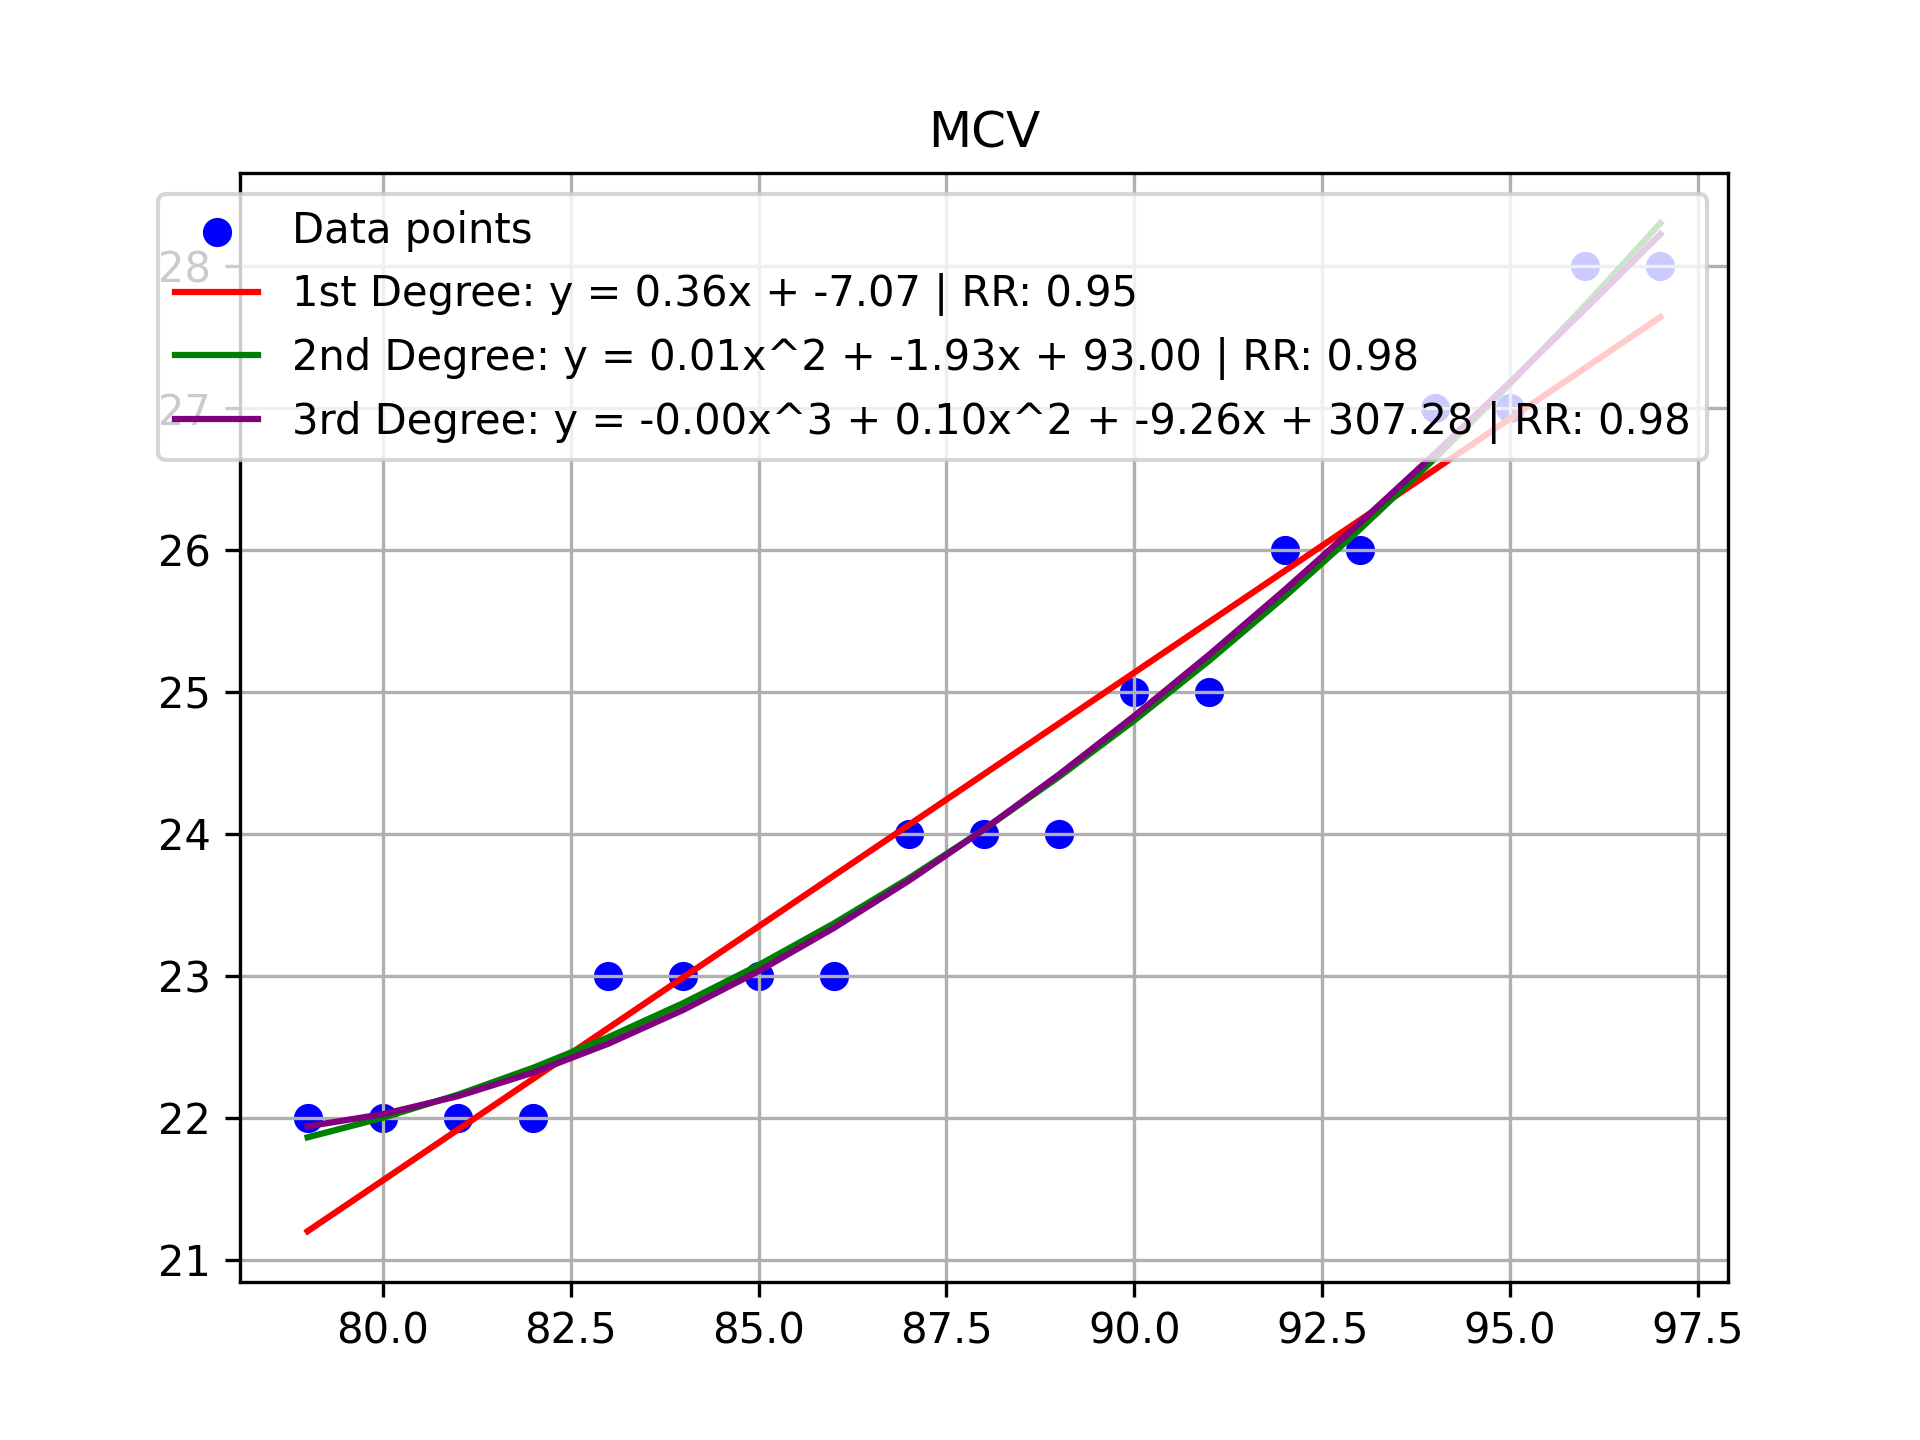 MCV
Data points
1st Degree: y = 0.36x + -7.07 | RR: 0.95
2nd Degree: y = 0.01x^2 + -1.93x + 93.00 | RR: 0.98
3rd Degree: y = -0.00x^3 + 0.10x^2 + -9.26x + 307.28 | RR: 0.98
28
27
26
25
24
23
22
21
80.0 82.5 85.0 87.5 90.0 92.5 95.0 97.5